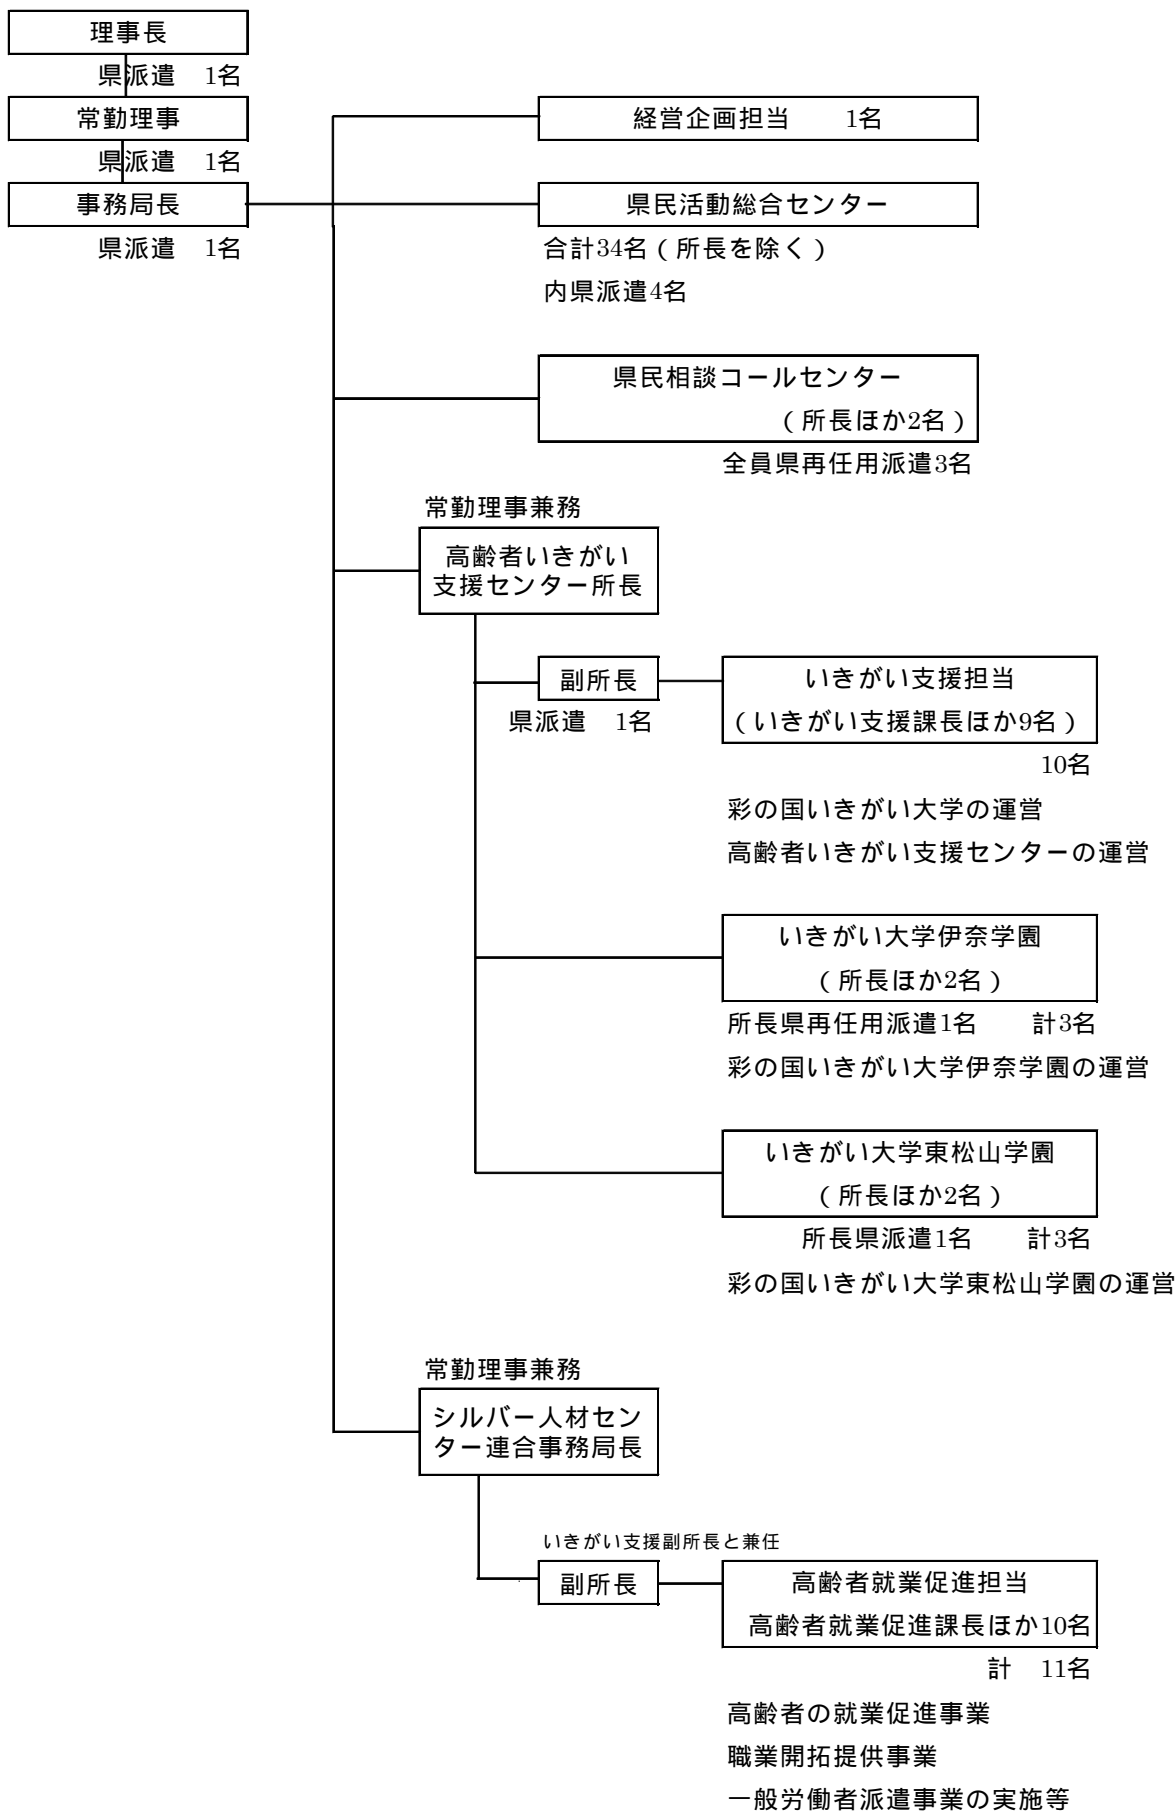 理事長
県派遣　1名
常勤理事
県派遣　1名
事務局長
県派遣　1名
経営企画担当　　1名
県民活動総合センター
合計34名（所長を除く）
内県派遣4名
県民相談コールセンター
（所長ほか2名）
全員県再任用派遣3名
常勤理事兼務
高齢者いきがい
支援センター所長
副所長
県派遣　1名
いきがい支援担当
（いきがい支援課長ほか9名）
10名
彩の国いきがい大学の運営
高齢者いきがい支援センターの運営
いきがい大学伊奈学園
（所長ほか2名）
所長県再任用派遣1名　　計3名
彩の国いきがい大学伊奈学園の運営
いきがい大学東松山学園
（所長ほか2名）
所長県派遣1名　　計3名
彩の国いきがい大学東松山学園の運営
常勤理事兼務
シルバー人材セン
ター連合事務局長
いきがい支援副所長と兼任
副所長
高齢者就業促進担当
高齢者就業促進課長ほか10名
計　11名
高齢者の就業促進事業
職業開拓提供事業
一般労働者派遣事業の実施等